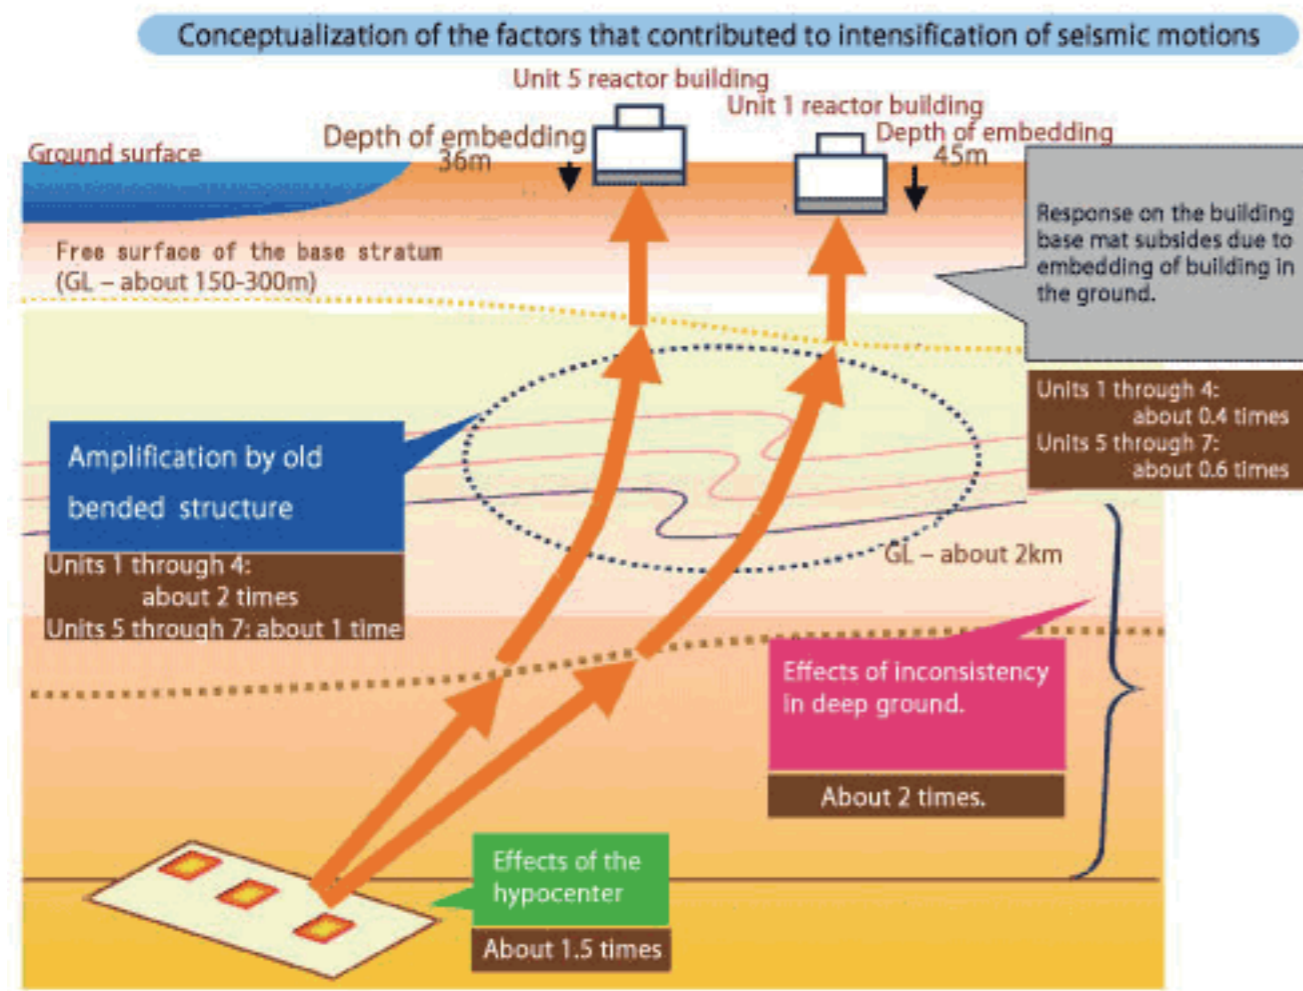 Conceptualization of the factors that contributed to intensification of seismic motions
Unit 5 reactor building
Unit 1 reactor building
Depth of embedding
36m
Depth of embedding
45m
Ground surface
Free surface of the base stratum
(GL – about 150-300m)
Response on the building
base mat subsides due to
embedding of building in
the ground.
Units 1 through 4:
about 0.4 times
Units 5 through 7:
about 0.6 times
Amplification by old
bended structure
Units 1 through 4:
about 2 times
Units 5 through 7: about 1 time
GL – about 2km
Effects of inconsistency
in deep ground.
About 2 times.
Effects of the
hypocenter
About 1.5 times